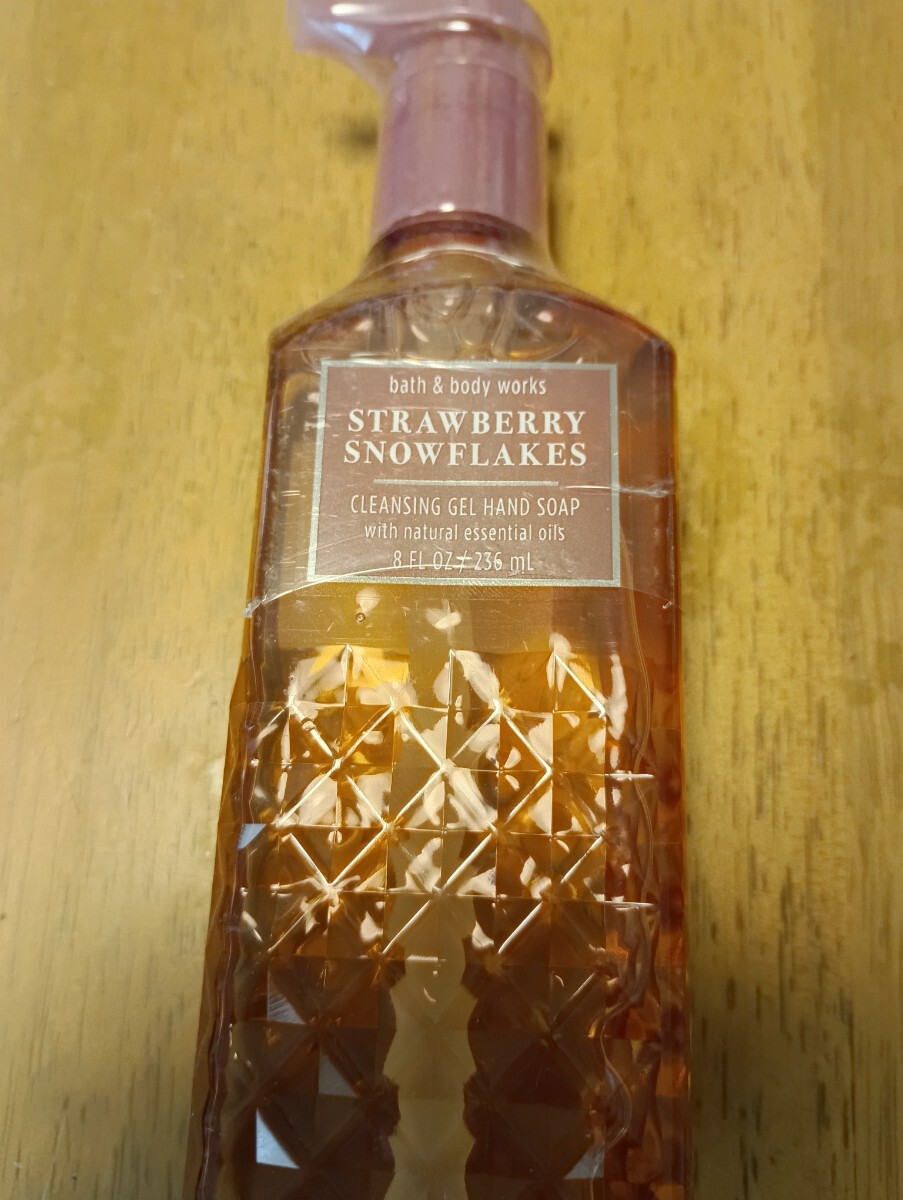 bath & body works
STRAWBERRY
SNOWFLAKES
CLEANSING GEL HAND SOAP
with natural essential oils
8 FL OZ / 236 mL